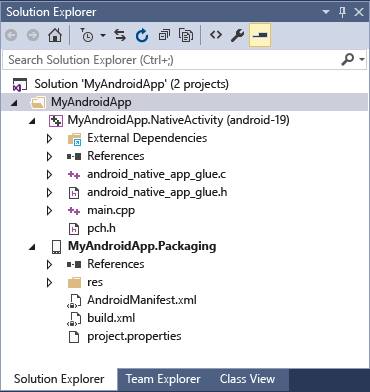 Solution Explorer
Search Solution Explorer (Ctrl+;)
Solution 'MyAndroidApp' (2 projects)
MyAndroidApp
MyAndroidApp.NativeActivity (android-19)
External Dependencies
References
android_native_app_glue.c
android_native_app_glue.h
main.cpp
pch.h
MyAndroidApp.Packaging
References
res
AndroidManifest.xml
build.xml
project.properties
Solution Explorer Team Explorer Class View